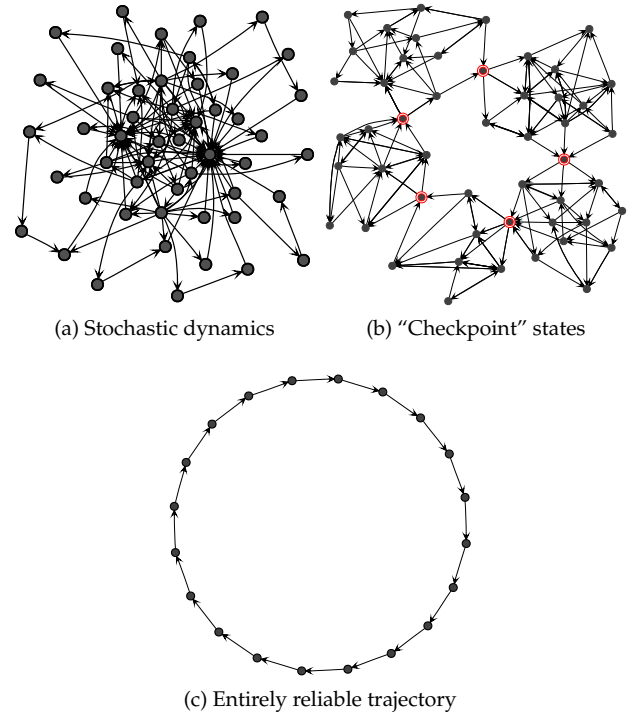 (a) Stochastic dynamics
(b) “Checkpoint” states
(c) Entirely reliable trajectory